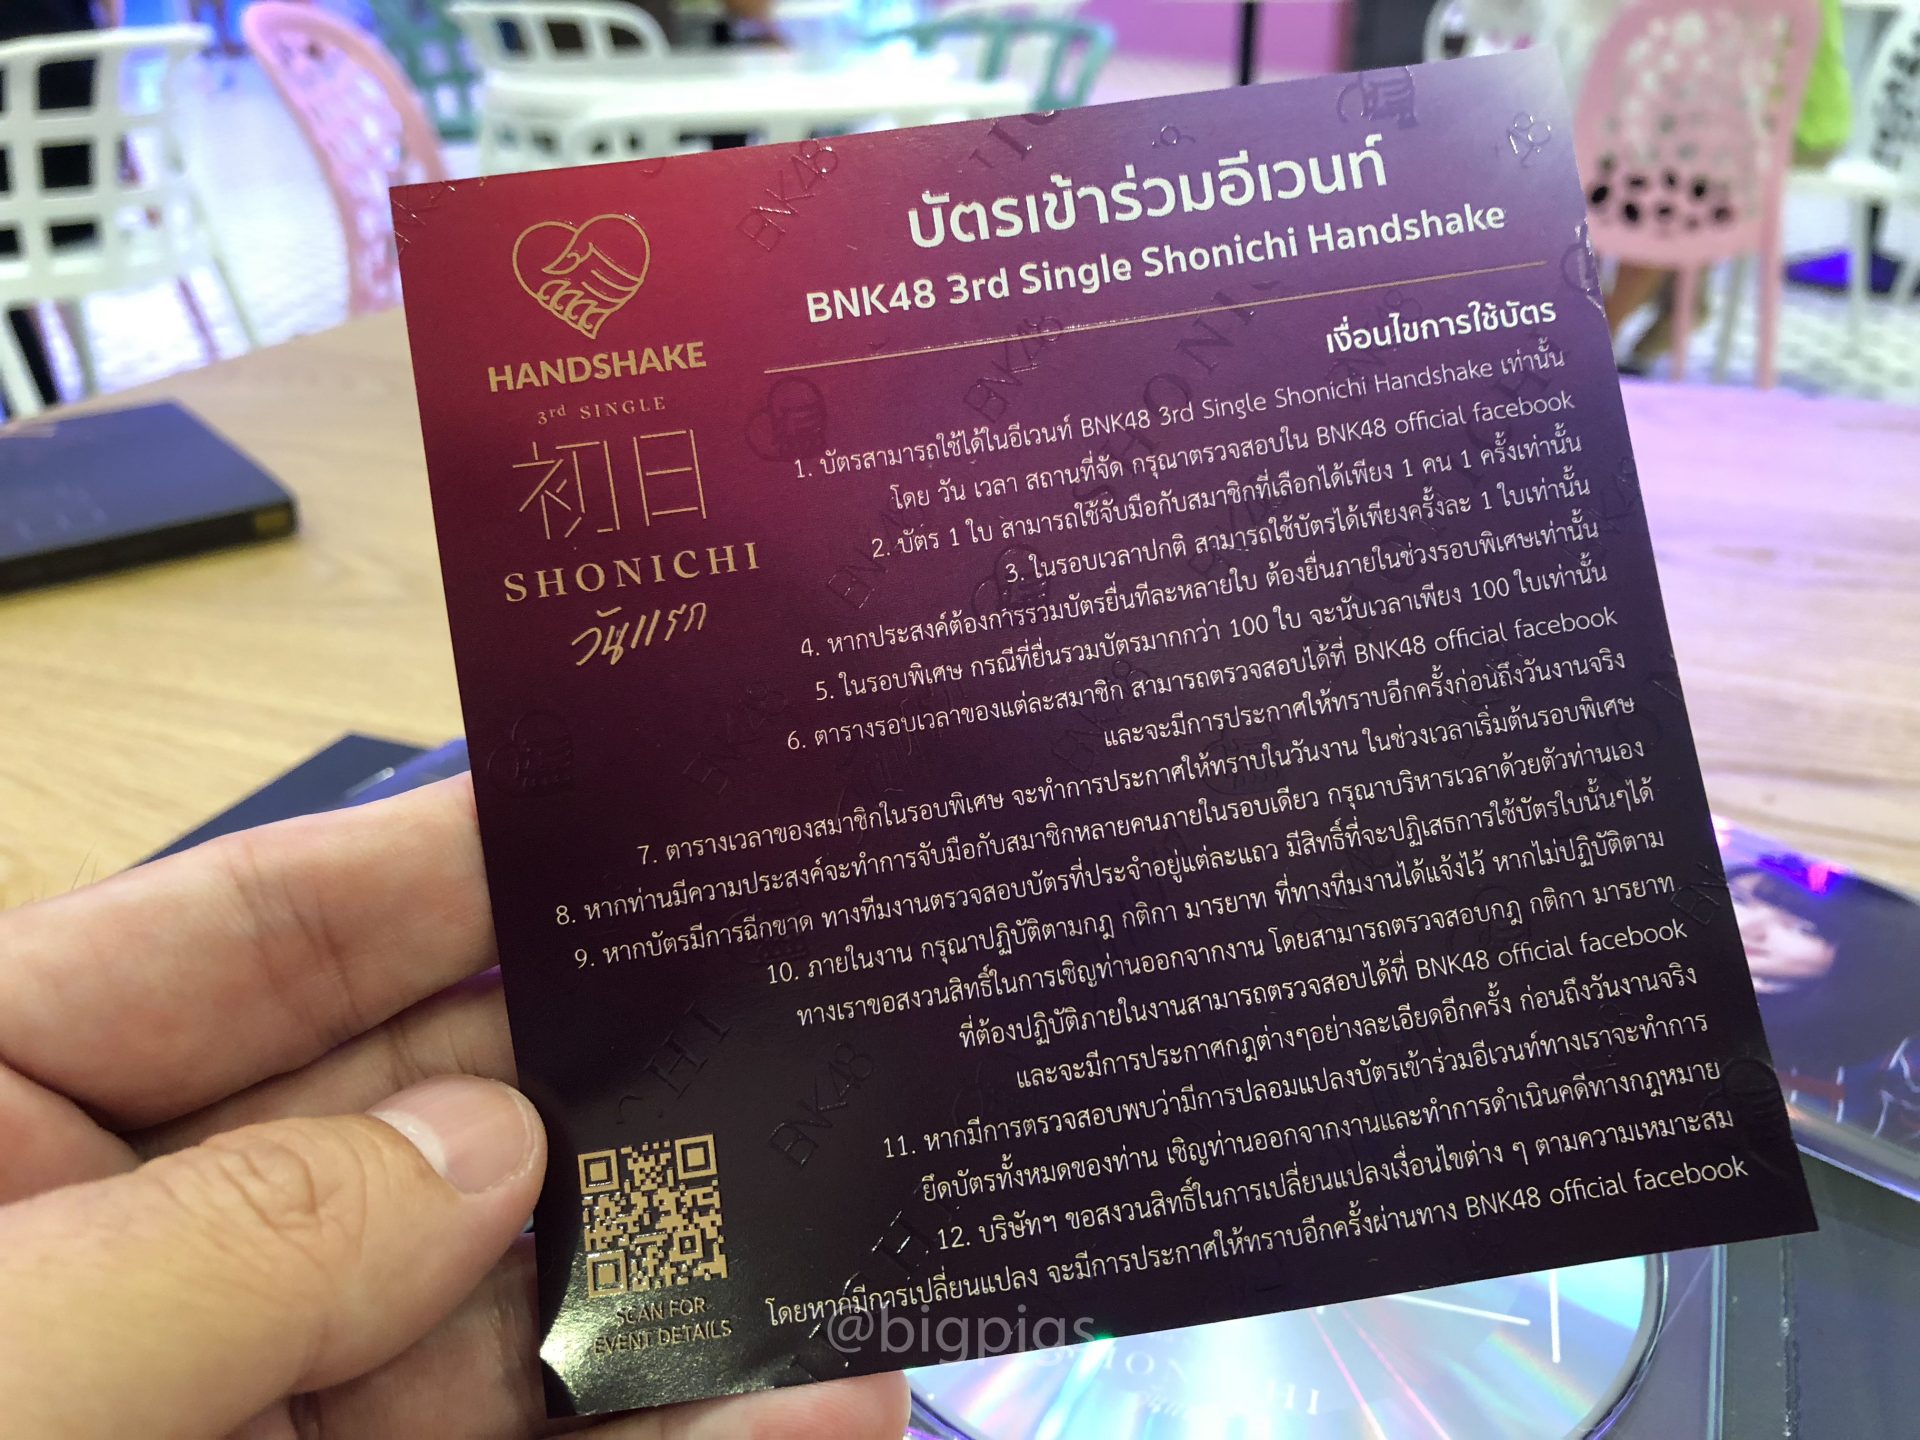 HANDSHAKE
3rd SINGLE
初日
SHONICHI
วันแรก
บัตรเข้าร่วมอีเวนท์
BNK48 3rd Single Shonichi Handshake
เงื่อนไขการใช้บัตร
1. บัตรสามารถใช้ได้ในอีเวนท์ BNK48 3rd Single Shonichi Handshake เท่านั้น
โดย วัน เวลา สถานที่จัด กรุณาตรวจสอบใน BNK48 official facebook
2. บัตร 1 ใบ สามารถใช้จับมือกับสมาชิกที่เลือกได้เพียง 1 คน 1 ครั้งเท่านั้น
3. ในรอบเวลาปกติ สามารถใช้บัตรได้เพียงครั้งละ 1 ใบเท่านั้น
4. หากประสงค์ต้องการรวมบัตรยื่นทีละหลายใบ ต้องยื่นภายในช่วงรอบพิเศษเท่านั้น
5. ในรอบพิเศษ กรณีที่ยื่นรวมบัตรมากกว่า 100 ใบ จะนับเวลาเพียง 100 ใบเท่านั้น
6. ตารางรอบเวลาของแต่ละสมาชิก สามารถตรวจสอบได้ที่ BNK48 official facebook
และจะมีการประกาศให้ทราบอีกครั้งก่อนถึงวันงานจริง
7. ตารางเวลาของสมาชิกในรอบพิเศษ จะทำการประกาศให้ทราบในวันงาน ในช่วงเวลาเริ่มต้นรอบพิเศษ
8. หากท่านมีความประสงค์จะทำการจับมือกับสมาชิกหลายคนภายในรอบเดียว กรุณาบริหารเวลาด้วยตัวท่านเอง
9. หากบัตรมีการฉีกขาด ทางทีมงานตรวจสอบบัตรที่ประจำอยู่แต่ละแถว มีสิทธิ์ที่จะปฏิเสธการใช้บัตรใบนั้นๆได้
10. ภายในงาน กรุณาปฏิบัติตามกฎ กติกา มารยาท ที่ทางทีมงานได้แจ้งไว้ หากไม่ปฏิบัติตาม
ทางเราขอสงวนสิทธิ์ในการเชิญท่านออกจากงาน โดยสามารถตรวจสอบกฎ กติกา มารยาท
ที่ต้องปฏิบัติภายในงานสามารถตรวจสอบได้ที่ BNK48 official facebook
และจะมีการประกาศกฎต่างๆอย่างละเอียดอีกครั้ง ก่อนถึงวันงานจริง
11. หากมีการตรวจสอบพบว่ามีการปลอมแปลงบัตรเข้าร่วมอีเวนท์ทางเราจะทำการ
ยึดบัตรทั้งหมดของท่าน เชิญท่านออกจากงานและทำการดำเนินคดีทางกฎหมาย
12. บริษัทฯ ขอสงวนสิทธิ์ในการเปลี่ยนแปลงเงื่อนไขต่าง ๆ ตามความเหมาะสม
โดยหากมีการเปลี่ยนแปลง จะมีการประกาศให้ทราบอีกครั้งผ่านทาง BNK48 official facebook
SCAN FOR
EVENT DETAILS
@bigpigs